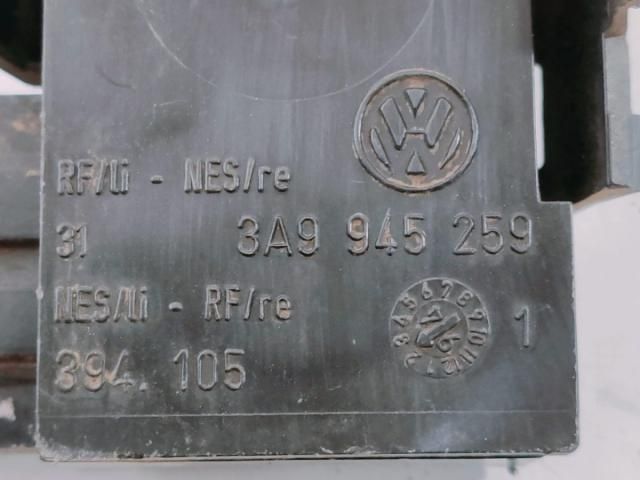 RF/li - NES/re
31 3A9 945 259
NES/li - RF/re
394. 105
1